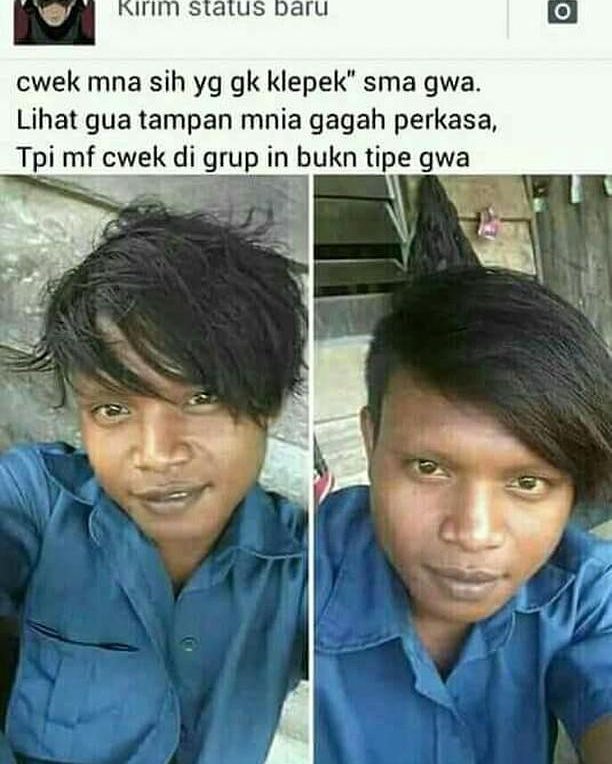 Kirim status baru
cwek mna sih yg gk klepek" sma gwa.
Lihat gua tampan mnia gagah perkasa,
Tpi mf cwek di grup in bukn tipe gwa